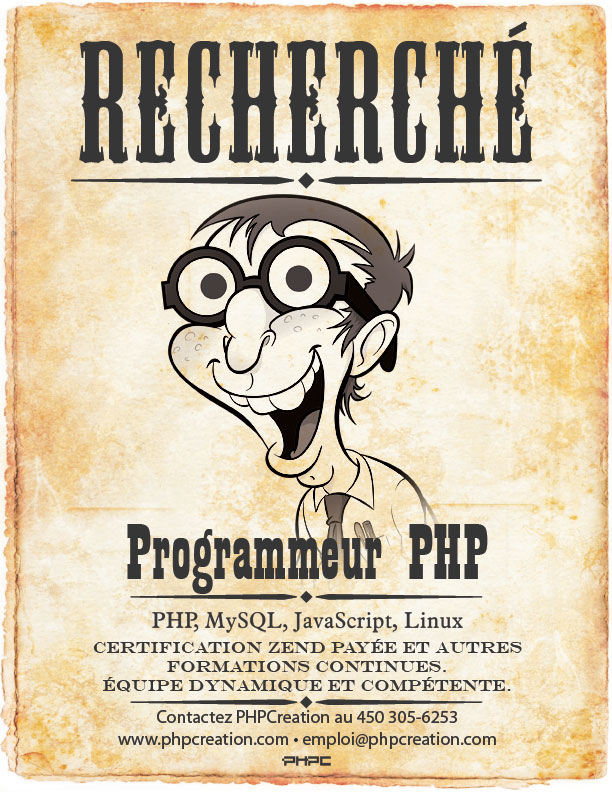 RECHERCHÉ
Programmeur PHP
PHP, MySQL, JavaScript, Linux
CERTIFICATION ZEND PAYÉE ET AUTRES
FORMATIONS CONTINUES.
ÉQUIPE DYNAMIQUE ET COMPÉTENTE.
Contactez PHPCreation au 450 305-6253
www.phpcreation.com • emploi@phpcreation.com
PHPC